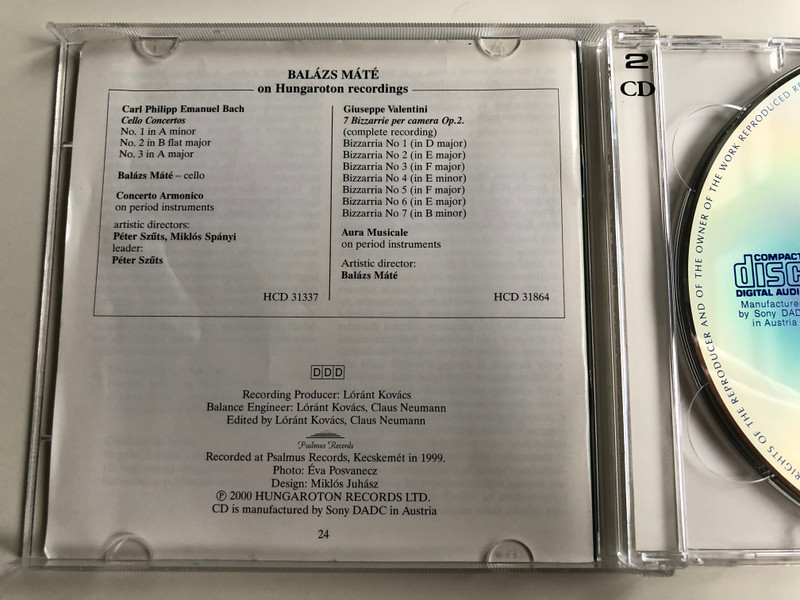 BALÁZS MÁTÉ
on Hungaroton recordings
Carl Philipp Emanuel Bach
Cello Concertos
No. 1 in A minor
No. 2 in B flat major
No. 3 in A major
Balázs Máté – cello
Concerto Armonico
on period instruments
artistic directors:
Péter Szűts, Miklós Spányi
leader:
Péter Szűts
HCD 31337
Giuseppe Valentini
7 Bizzarrie per camera Op.2.
(complete recording)
Bizzarria No 1 (in D major)
Bizzarria No 2 (in E major)
Bizzarria No 3 (in F major)
Bizzarria No 4 (in E minor)
Bizzarria No 5 (in F major)
Bizzarria No 6 (in E major)
Bizzarria No 7 (in B minor)
Aura Musicale
on period instruments
Artistic director:
Balázs Máté
HCD 31864
DDD
Recording Producer: Lóránt Kovács
Balance Engineer: Lóránt Kovács, Claus Neumann
Edited by Lóránt Kovács, Claus Neumann
Psalmus Records
Recorded at Psalmus Records, Kecskemét in 1999.
Photo: Éva Posvanecz
Design: Miklós Juhász
℗ 2000 HUNGAROTON RECORDS LTD.
CD is manufactured by Sony DADC in Austria
24
2
CD
RIGHTS OF THE REPRODUCER AND OF THE OWNER OF THE WORK REPRODUCED RE
COMPACT
disc
DIGITAL AUDIO
Manufacture
by Sony DADC
in Austria